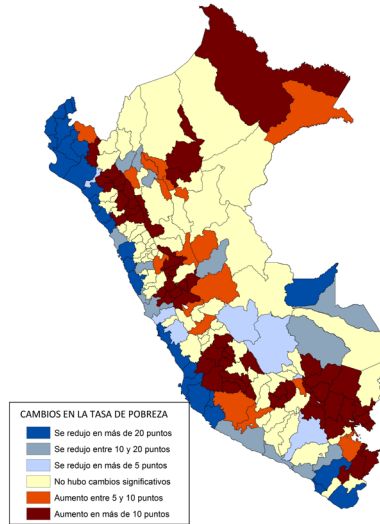 CAMBIOS EN LA TASA DE POBREZA
Se redujo en más de 20 puntos
Se redujo entre 10 y 20 puntos
Se redujo en más de 5 puntos
No hubo cambios significativos
Aumento entre 5 y 10 puntos
Aumento en más de 10 puntos